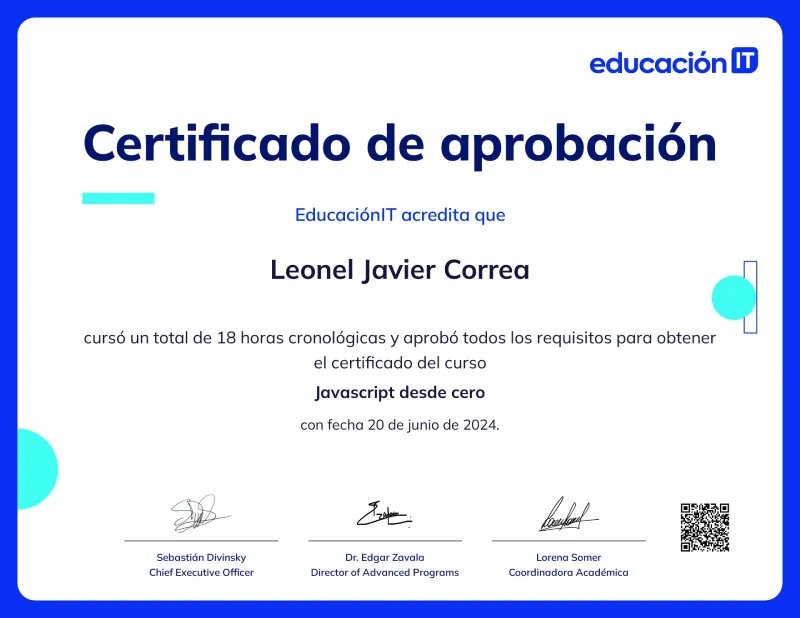 educación IT
Certificado de aprobación
EducaciónIT acredita que
Leonel Javier Correa
cursó un total de 18 horas cronológicas y aprobó todos los requisitos para obtener
el certificado del curso
Javascript desde cero
con fecha 20 de junio de 2024.
Sebastián Divinsky
Chief Executive Officer
Dr. Edgar Zavala
Director of Advanced Programs
Lorena Somer
Coordinadora Académica